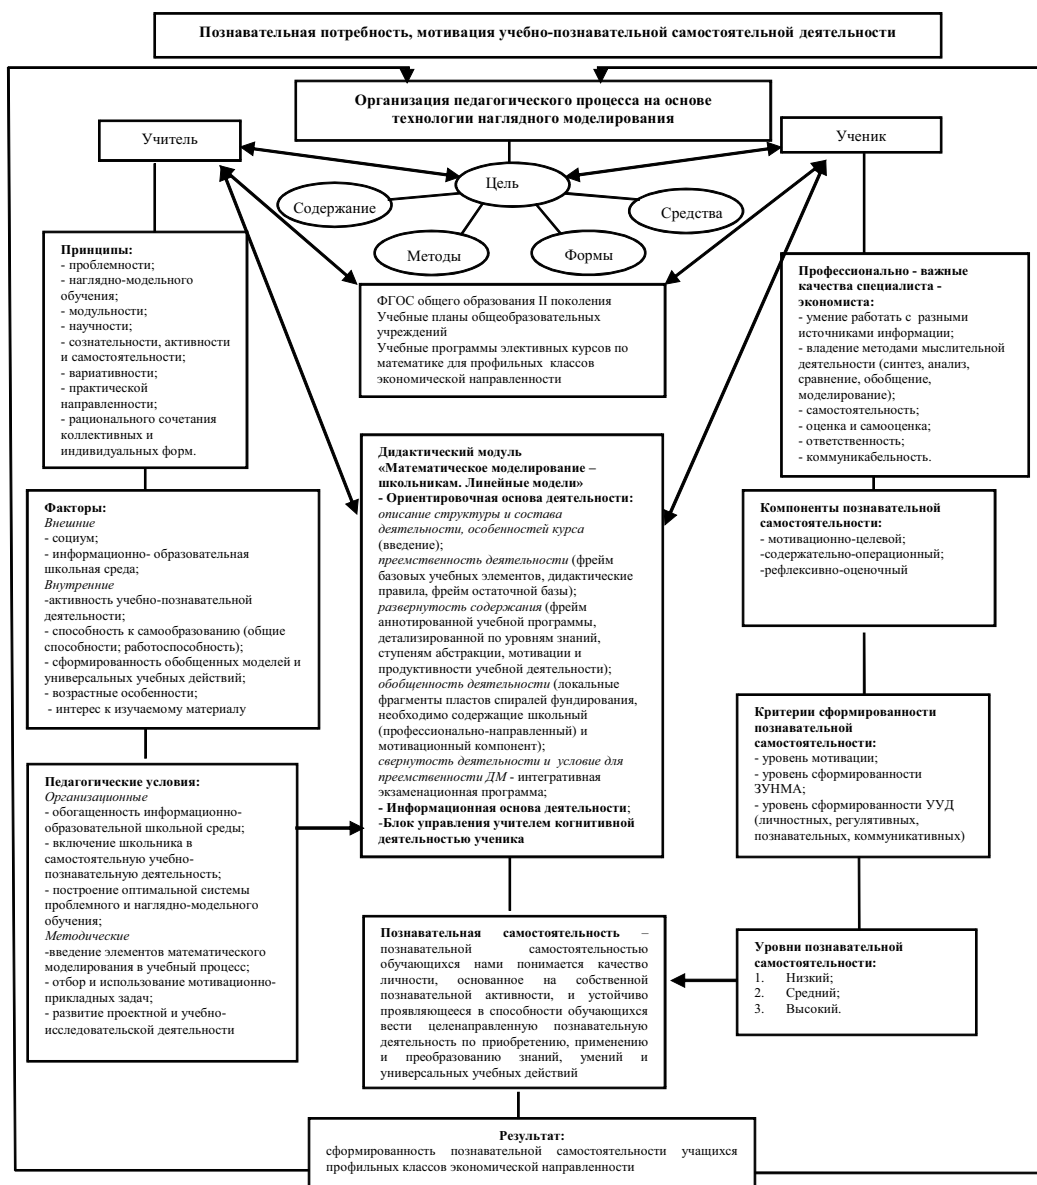 Познавательная потребность, мотивация учебно-познавательной самостоятельной деятельности
Организация педагогического процесса на основе
технологии наглядного моделирования
Учитель
Ученик
Цель
Содержание
Средства
Методы
Формы
Принципы:
- проблемности;
- наглядно-модельного
обучения;
- модульности;
- научности;
- сознательности, активности
и самостоятельности;
- вариативности;
- практической
направленности;
- рационального сочетания
коллективных и
индивидуальных форм.
ФГОС общего образования II поколения
Учебные планы общеобразовательных
учреждений
Учебные программы элективных курсов по
математике для профильных классов
экономической направленности
Профессионально - важные
качества специалиста -
экономиста:
- умение работать с разными
источниками информации;
- владение методами мыслительной
деятельности (синтез, анализ,
сравнение, обобщение,
моделирование);
- самостоятельность;
- оценка и самооценка;
- ответственность;
- коммуникабельность.
Факторы:
Внешние
- социум;
- информационно- образовательная
школьная среда;
Внутренние
-активность учебно-познавательной
деятельности;
- способность к самообразованию (общие
способности; работоспособность);
- сформированность обобщенных моделей и
универсальных учебных действий;
- возрастные особенности;
- интерес к изучаемому материалу
Дидактический модуль
«Математическое моделирование –
школьникам. Линейные модели»
- Ориентировочная основа деятельности:
описание структуры и состава
деятельности, особенностей курса
(введение);
преемственность деятельности (фрейм
базовых учебных элементов, дидактические
правила, фрейм остаточной базы);
развернутость содержания (фрейм
аннотированной учебной программы,
детализированной по уровням знаний,
ступеням абстракции, мотивации и
продуктивности учебной деятельности);
обобщенность деятельности (локальные
фрагменты пластов спиралей фундирования,
необходимо содержащие школьный
(профессионально-направленный) и
мотивационный компонент);
свернутость деятельности и условие для
преемственности ДМ - интегративная
экзаменационная программа;
- Информационная основа деятельности;
-Блок управления учителем когнитивной
деятельностью ученика
Компоненты познавательной
самостоятельности:
- мотивационно-целевой;
-содержательно-операционный;
-рефлексивно-оценочный
Критерии сформированности
познавательной
самостоятельности:
- уровень мотивации;
- уровень сформированности
ЗУНМА;
- уровень сформированности УУД
(личностных, регулятивных,
познавательных, коммуникативных)
Педагогические условия:
Организационные
- обогащенность информационно-
образовательной школьной среды;
- включение школьника в
самостоятельную учебно-
познавательную деятельность;
- построение оптимальной системы
проблемного и наглядно-модельного
обучения;
Методические
-введение элементов математического
моделирования в учебный процесс;
- отбор и использование мотивационно-
прикладных задач;
- развитие проектной и учебно-
исследовательской деятельности
Познавательная самостоятельность –
познавательной самостоятельностью
обучающихся нами понимается качество
личности, основанное на собственной
познавательной активности, и устойчиво
проявляющееся в способности обучающихся
вести целенаправленную познавательную
деятельность по приобретению, применению
и преобразованию знаний, умений и
универсальных учебных действий
Уровни познавательной
самостоятельности:
1. Низкий;
2. Средний;
3. Высокий.
Результат:
сформированность познавательной самостоятельности учащихся
профильных классов экономической направленности